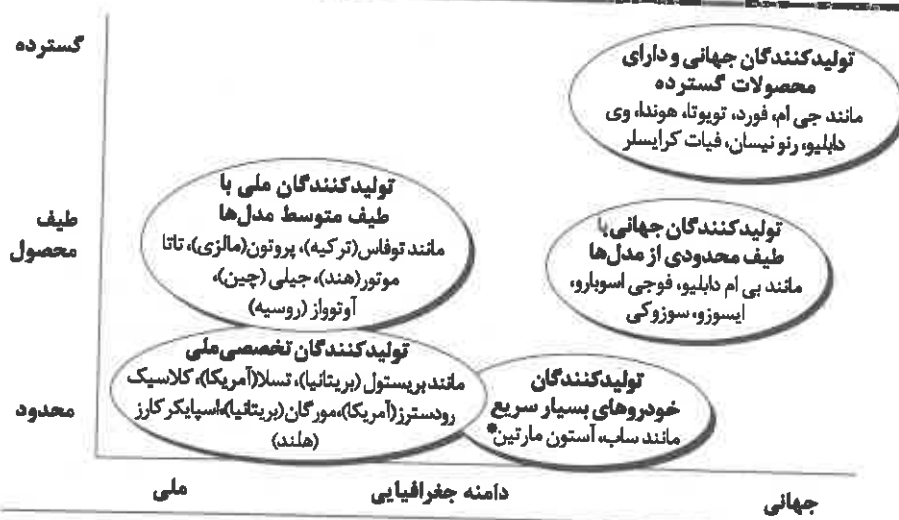 گسترده
تولیدکنندگان جهانی و دارای
محصولات گسترده
مانند جی ام، فورد، تویوتا، هوندا، وی
دابلیو، رنو نیسان، فیات کرایسلر
تولیدکنندگان ملی با
طیف متوسط مدل‌ها
مانند توفاس(ترکیه)، پروتون(مالزی)، تاتا
موتور(هند)، جیلی (چین)،
آوتوواز (روسیه)
طیف
محصول
تولیدکنندگان جهانی با
طیف محدودی از مدل‌ها
مانند بی ام دابلیو، فوجی اسوبارو،
ایسوزو، سوزوکی
تولیدکنندگان تخصصی ملی
مانند بریستول (بریتانیا)، تسلا(آمریکا)، کلاسیک
رودسترز(آمریکا)، مورگان(بریتانیا)، اسپایکر کارز
(هلند)
تولیدکنندگان
خودروهای بسیار سریع
مانند ساب، آستون مارتین*
محدود
ملی
دامنه جغرافیایی
جهانی